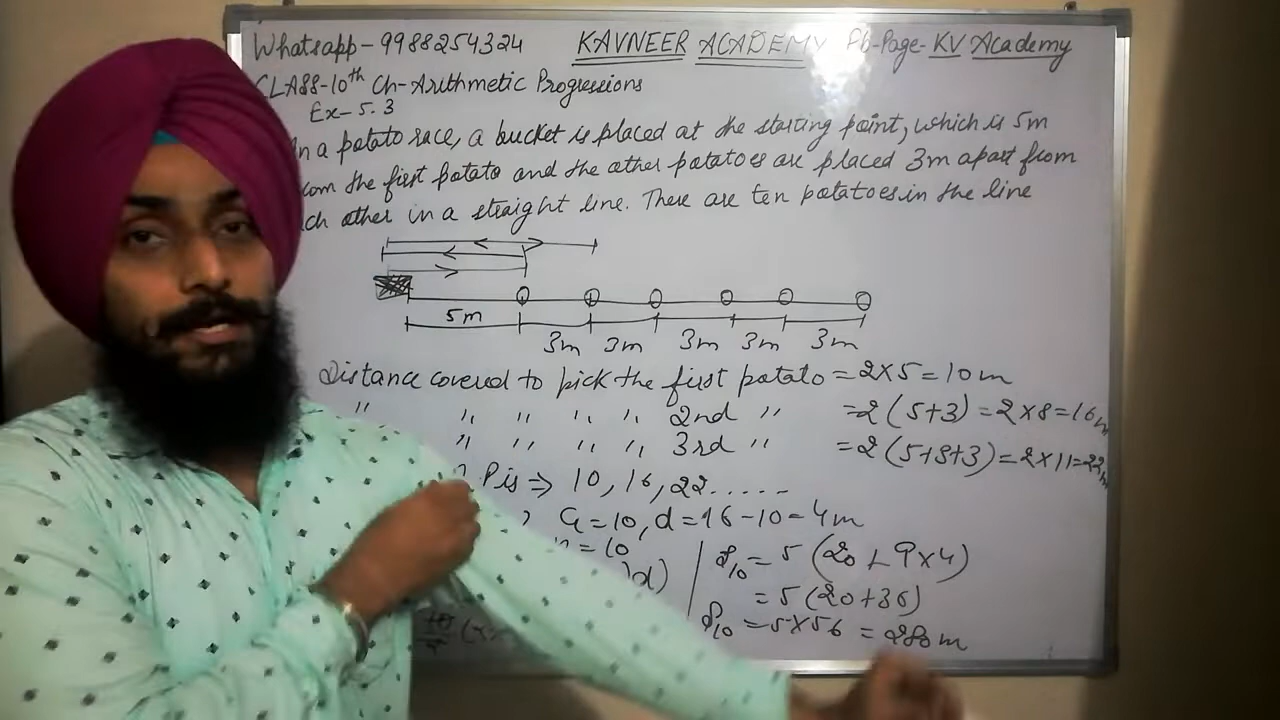 Whatsapp-9988254324 KAVNEER ACADEMY Fb-Page-KV Academy
CLASS-10th Ch-Arithmetic Progressions
Ex-5.3
In a potato race, a bucket is placed at the starting point, which is 5m
from the first potato and the other potatoes are placed 3m apart from
each other in a straight line. There are ten potatoes in the line
5m
3m 3m 3m 3m 3m
Distance covered to pick the first potato = 2×5=10m
" " " " " 2nd " =2(5+3)=2×8=16m
" " " " 3rd " =2(5+3+3)=2×11=22m
P is ⇒ 10, 16, 22.....
a=10, d=16-10=4m
n=10
d)
S10 = 5 (20+9×4)
= 5(20+36)
S10 = 5×56 = 280m